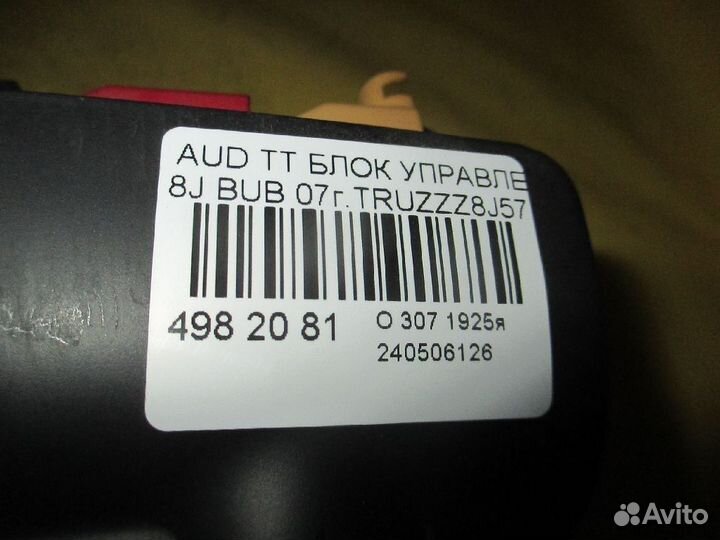 AUD TT БЛОК УПРАВЛЕ
8J BUB 07г.TRUZZZ8J57
498 20 81
О 307 1925я
240506126
Avito